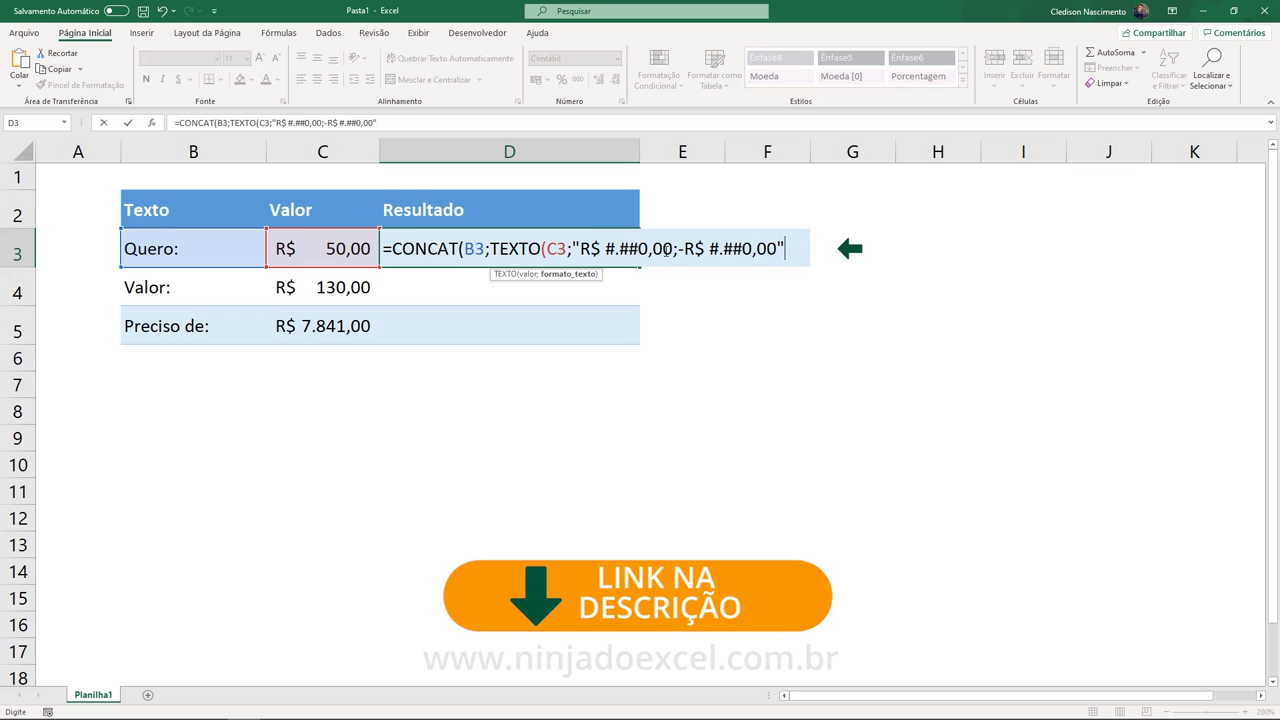 Salvamento Automático
Pasta1 - Excel
Pesquisar
Cledison Nascimento
Arquivo
Página Inicial
Inserir
Layout da Página
Fórmulas
Dados
Revisão
Exibir
Desenvolvedor
Ajuda
Compartilhar
Comentários
Colar
Recortar
Copiar
Pincel de Formatação
Área de Transferência
11
N I S
Fonte
Quebrar Texto Automaticamente
Mesclar e Centralizar
Alinhamento
Contábil
Número
Formatação Condicional
Formatar como Tabela
Ênfase4
Ênfase5
Ênfase6
Moeda
Moeda [0]
Porcentagem
Estilos
Inserir
Excluir
Formatar
Células
AutoSoma
Preencher
Limpar
Classificar e Filtrar
Localizar e Selecionar
Edição
D3
=CONCAT(B3;TEXTO(C3;"R$ #.##0,00;-R$ #.##0,00"
A B C D E F G H I J K
1
2 Texto Valor Resultado
3 Quero: R$ 50,00 =CONCAT(B3;TEXTO(C3;"R$ #.##0,00;-R$ #.##0,00"
TEXTO(valor; formato_texto)
4 Valor: R$ 130,00
5 Preciso de: R$ 7.841,00
6
7
8
9
10
11
12
13
14
15
16
17
18
LINK NA
DESCRIÇÃO
www.ninjadoexcel.com.br
Planilha1
Digite
200%